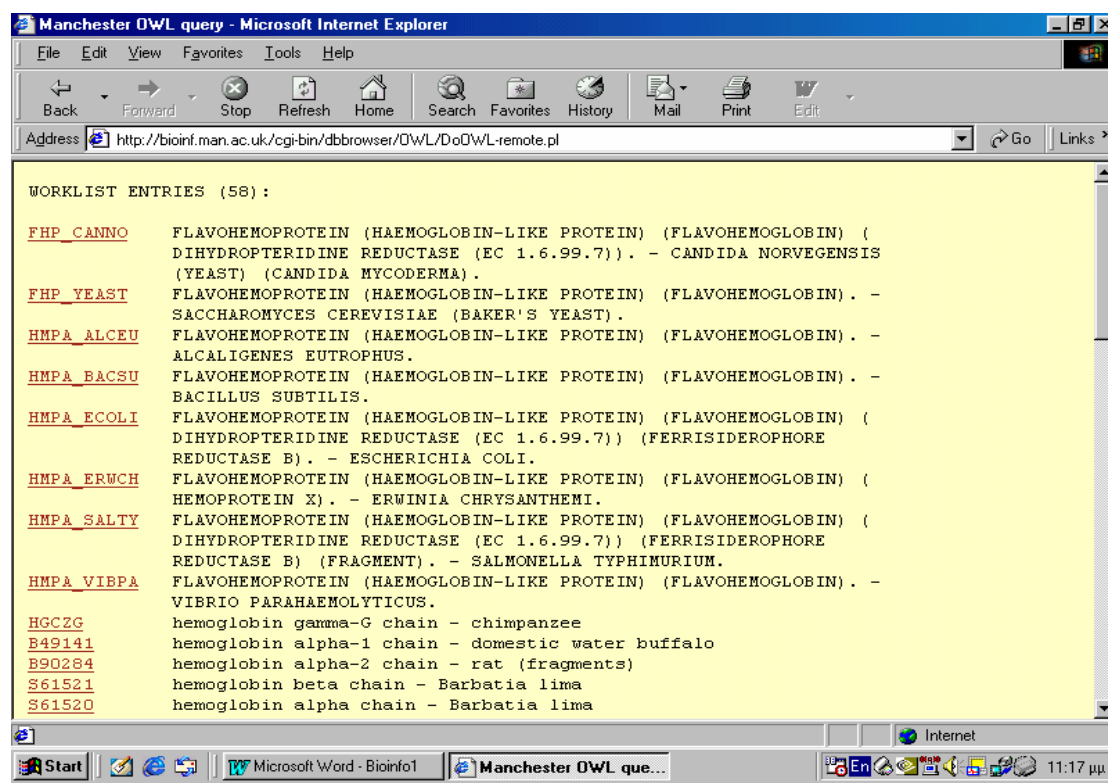 Manchester OWL query - Microsoft Internet Explorer
File Edit View Favorites Tools Help
Back Forward Stop Refresh Home Search Favorites History Mail Print Edit
Address http://bioinf.man.ac.uk/cgi-bin/dbbrowser/OWL/DoOWL-remote.pl Go Links »
WORKLIST ENTRIES (58):
FHP_CANNO FLAVOHEMOPROTEIN (HAEMOGLOBIN-LIKE PROTEIN) (FLAVOHEMOGLOBIN) (
DIHYDROPTERIDINE REDUCTASE (EC 1.6.99.7)). - CANDIDA NORVEGENSIS
(YEAST) (CANDIDA MYCODERMA).
FHP_YEAST FLAVOHEMOPROTEIN (HAEMOGLOBIN-LIKE PROTEIN) (FLAVOHEMOGLOBIN). -
SACCHAROMYCES CEREVISIAE (BAKER'S YEAST).
HMPA_ALCEU FLAVOHEMOPROTEIN (HAEMOGLOBIN-LIKE PROTEIN) (FLAVOHEMOGLOBIN). -
ALCALIGENES EUTROPHUS.
HMPA_BACSU FLAVOHEMOPROTEIN (HAEMOGLOBIN-LIKE PROTEIN) (FLAVOHEMOGLOBIN). -
BACILLUS SUBTILIS.
HMPA_ECOLI FLAVOHEMOPROTEIN (HAEMOGLOBIN-LIKE PROTEIN) (FLAVOHEMOGLOBIN) (
DIHYDROPTERIDINE REDUCTASE (EC 1.6.99.7)) (FERRISIDEROPHORE
REDUCTASE B). - ESCHERICHIA COLI.
HMPA_ERWCH FLAVOHEMOPROTEIN (HAEMOGLOBIN-LIKE PROTEIN) (FLAVOHEMOGLOBIN) (
HEMOPROTEIN X). - ERWINIA CHRYSANTHEMI.
HMPA_SALTY FLAVOHEMOPROTEIN (HAEMOGLOBIN-LIKE PROTEIN) (FLAVOHEMOGLOBIN) (
DIHYDROPTERIDINE REDUCTASE (EC 1.6.99.7)) (FERRISIDEROPHORE
REDUCTASE B) (FRAGMENT). - SALMONELLA TYPHIMURIUM.
HMPA_VIBPA FLAVOHEMOPROTEIN (HAEMOGLOBIN-LIKE PROTEIN) (FLAVOHEMOGLOBIN). -
VIBRIO PARAHAEMOLYTICUS.
HGCZG hemoglobin gamma-G chain - chimpanzee
B49141 hemoglobin alpha-1 chain - domestic water buffalo
B90284 hemoglobin alpha-2 chain - rat (fragments)
S61521 hemoglobin beta chain - Barbatia lima
S61520 hemoglobin alpha chain - Barbatia lima
Internet
Start Microsoft Word - Bioinfo1 Manchester OWL que... En 11:17 μμ